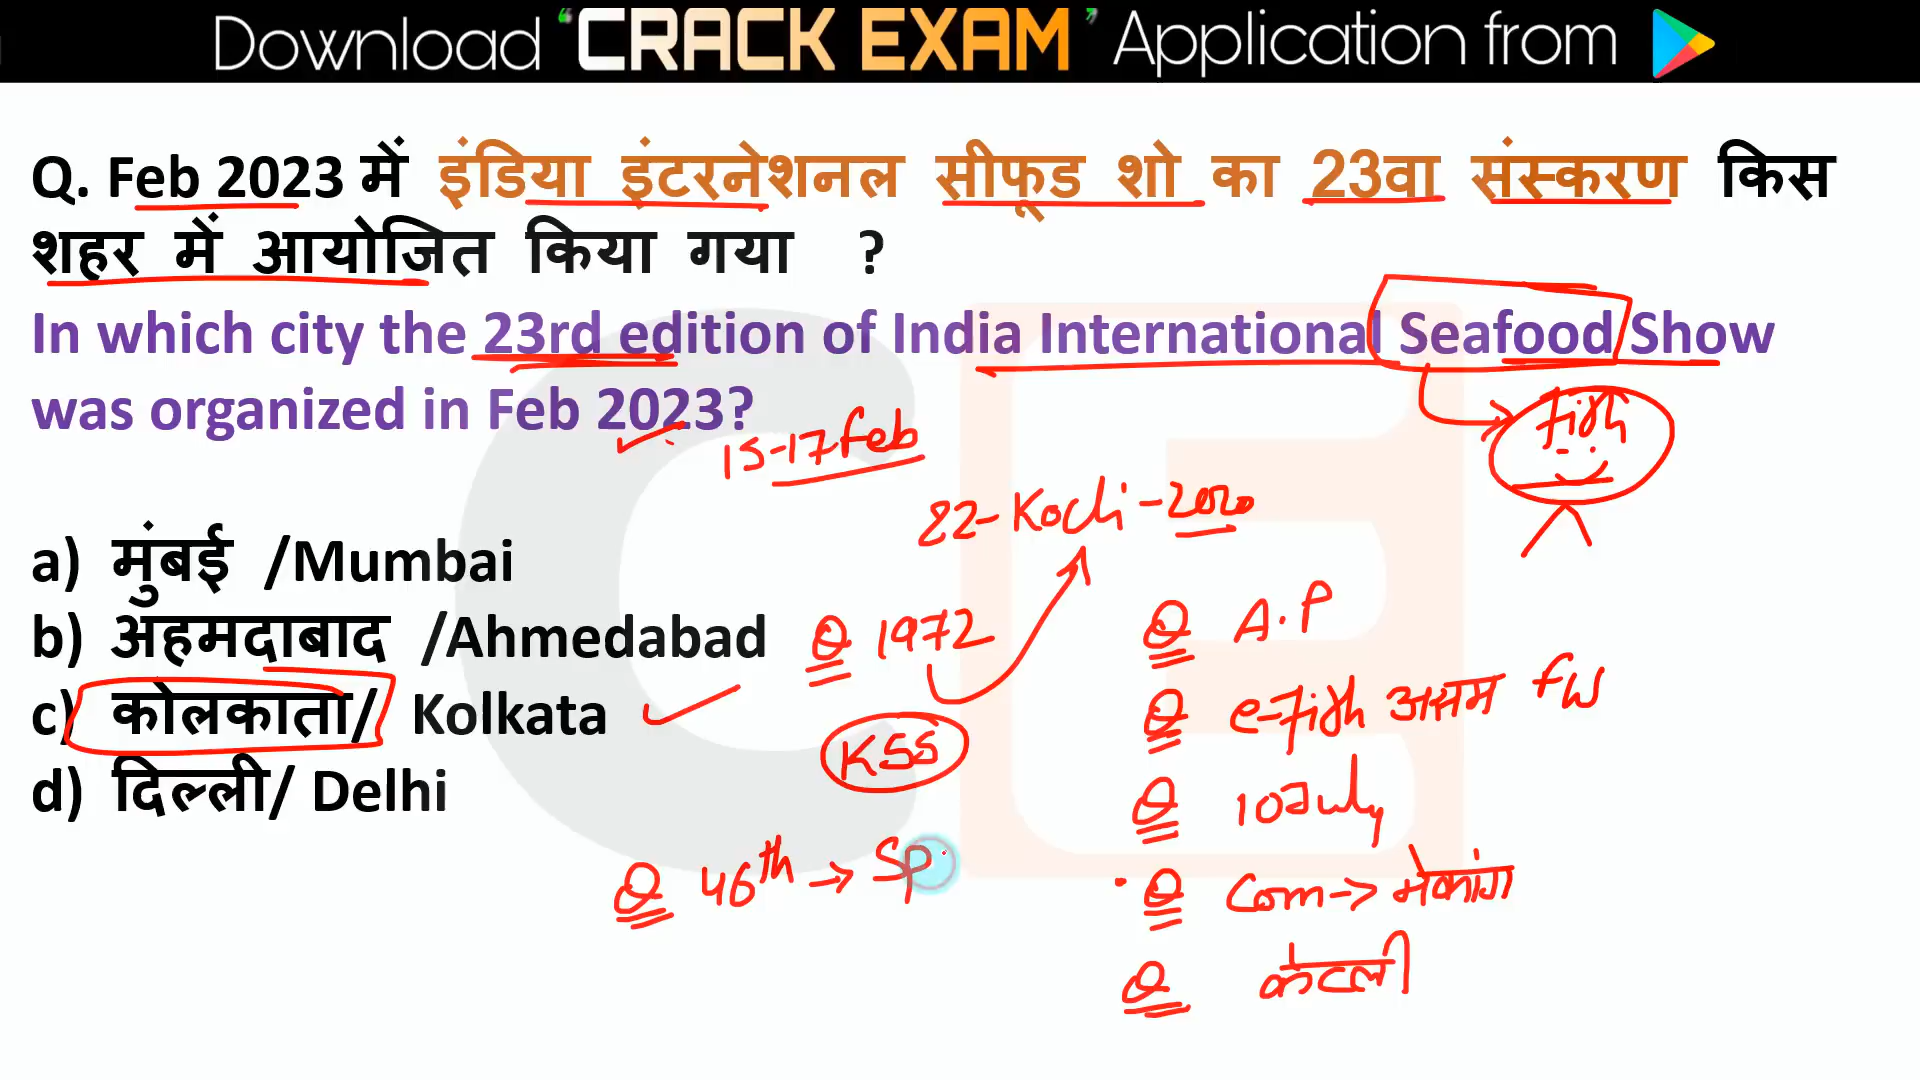 Download ‘CRACK EXAM’ Application from
Q. Feb 2023 में इंडिया इंटरनेशनल सीफूड शो का 23वा संस्करण किस
शहर में आयोजित किया गया ?
In which city the 23rd edition of India International Seafood Show
was organized in Feb 2023?
15-17 Feb
Fish
22-Kochi-2020
a) मुंबई /Mumbai
b) अहमदाबाद /Ahmedabad
c) कोलकाता/ Kolkata
d) दिल्ली/ Delhi
Q 1972
KSS
Q 46th → SP
Q A.P
Q e-Fish असम
Q 10 July
Q Com →
Q
CE